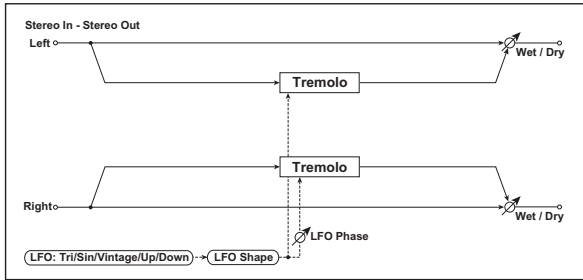 Stereo In - Stereo Out
Left
Wet / Dry
Tremolo
Tremolo
Right
Wet / Dry
LFO Phase
LFO: Tri/Sin/Vintage/Up/Down
LFO Shape